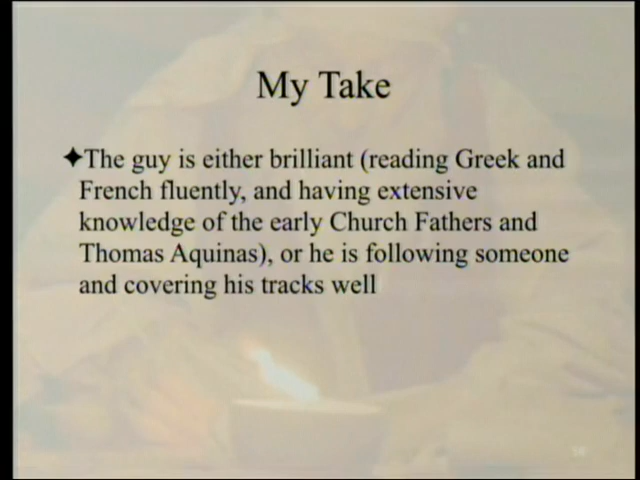 My Take
✦The guy is either brilliant (reading Greek and
French fluently, and having extensive
knowledge of the early Church Fathers and
Thomas Aquinas), or he is following someone
and covering his tracks well